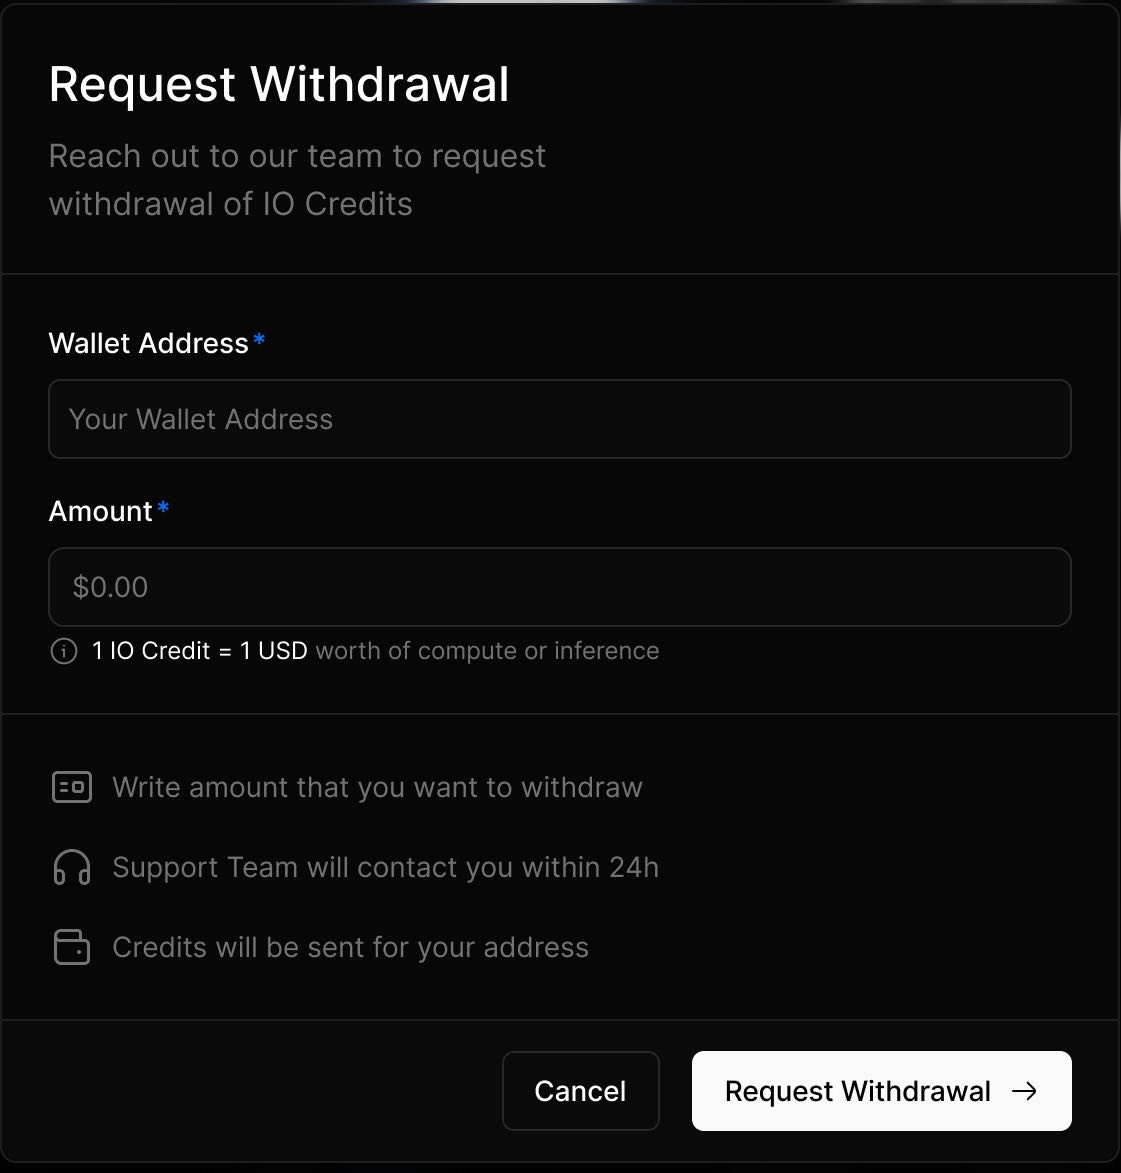 Request Withdrawal
Reach out to our team to request
withdrawal of IO Credits
Wallet Address*
Your Wallet Address
Amount*
$0.00
1 IO Credit = 1 USD worth of compute or inference
Write amount that you want to withdraw
Support Team will contact you within 24h
Credits will be sent for your address
Cancel
Request Withdrawal →